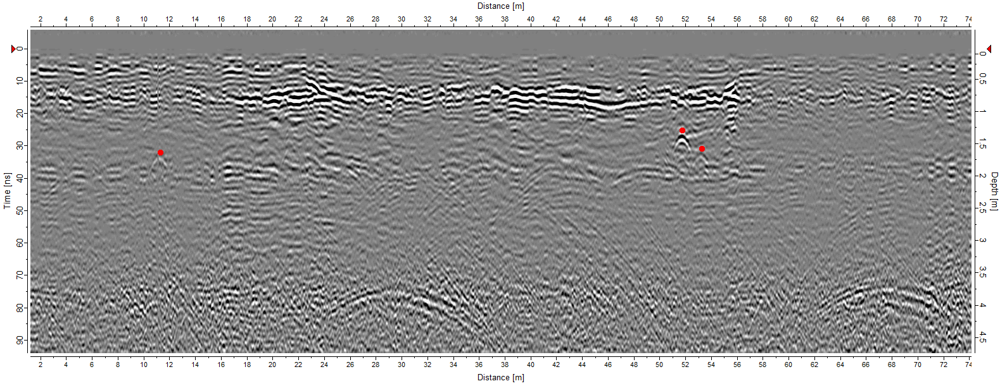 Distance [m]
2 4 6 8 10 12 14 16 18 20 22 24 26 28 30 32 34 36 38 40 42 44 46 48 50 52 54 56 58 60 62 64 66 68 70 72 74
0 10 20 30 40 50 60 70 80 90
Time [ns]
0 0.5 1 1.5 2 2.5 3 3.5 4 4.5
Depth [m]
2 4 6 8 10 12 14 16 18 20 22 24 26 28 30 32 34 36 38 40 42 44 46 48 50 52 54 56 58 60 62 64 66 68 70 72 74
Distance [m]